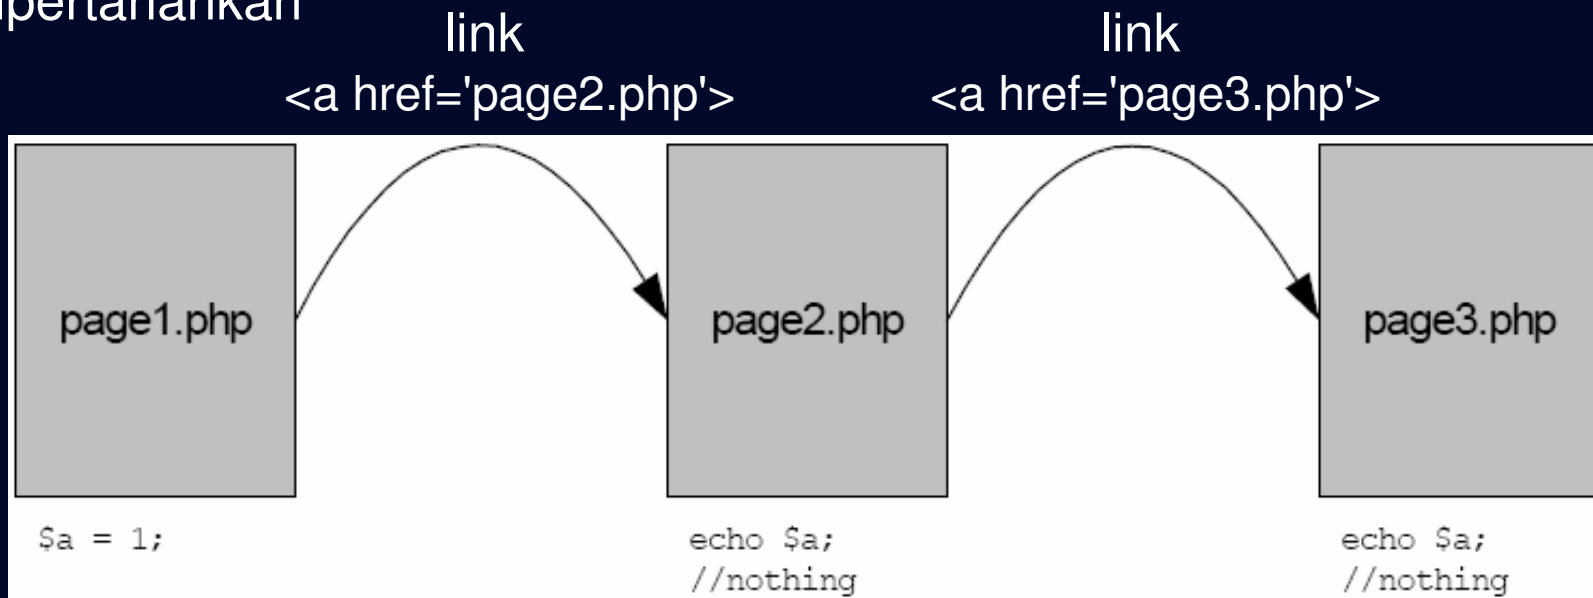 link
link
<a href='page2.php'>
<a href='page3.php'>
page1.php
page2.php
page3.php
$a = 1;
echo $a;
//nothing
echo $a;
//nothing